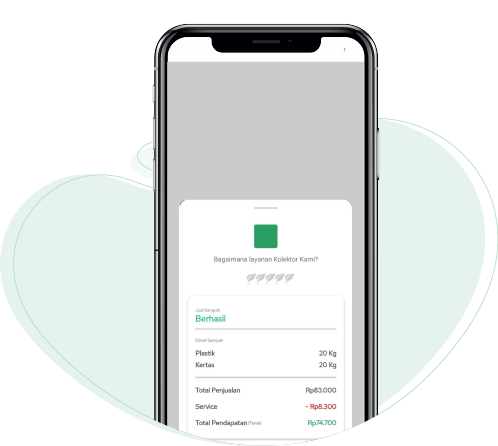 Bagaimana layanan Kolektor Kami?
Jual Sampah
Berhasil
Detail Sampah
Plastik 20 Kg
Kertas 20 Kg
Total Penjualan Rp83.000
Service - Rp8.300
Total Pendapatan (Tunai) Rp74.700